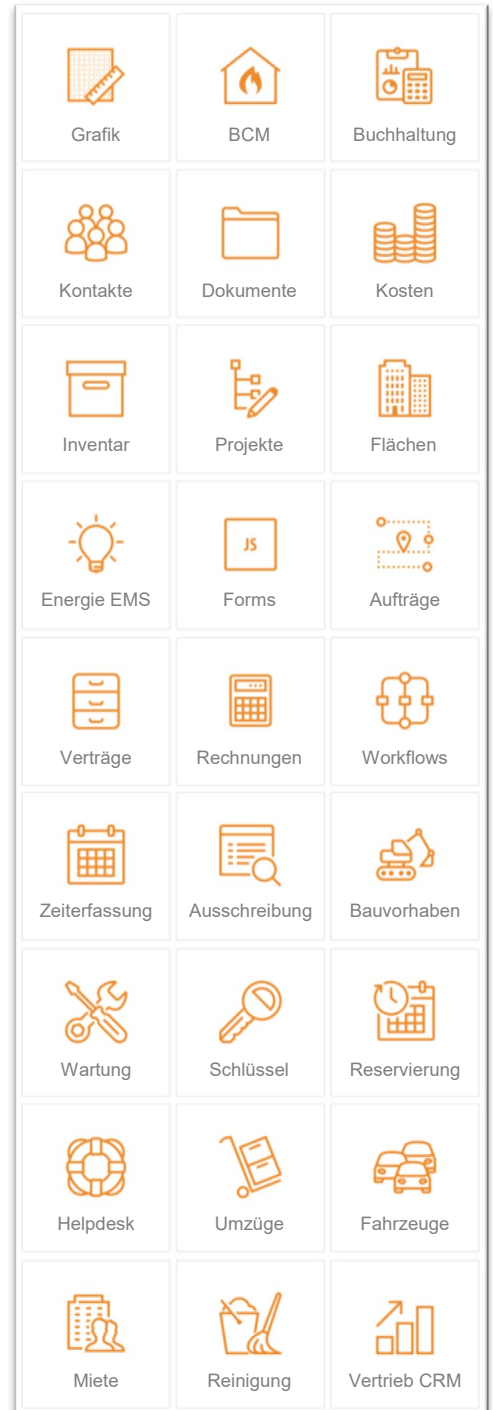 Grafik
BCM
Buchhaltung
Kontakte
Dokumente
Kosten
Inventar
Projekte
Flächen
Energie EMS
JS
Forms
Aufträge
Verträge
Rechnungen
Workflows
Zeiterfassung
Ausschreibung
Bauvorhaben
Wartung
Schlüssel
Reservierung
Helpdesk
Umzüge
Fahrzeuge
Miete
Reinigung
Vertrieb CRM